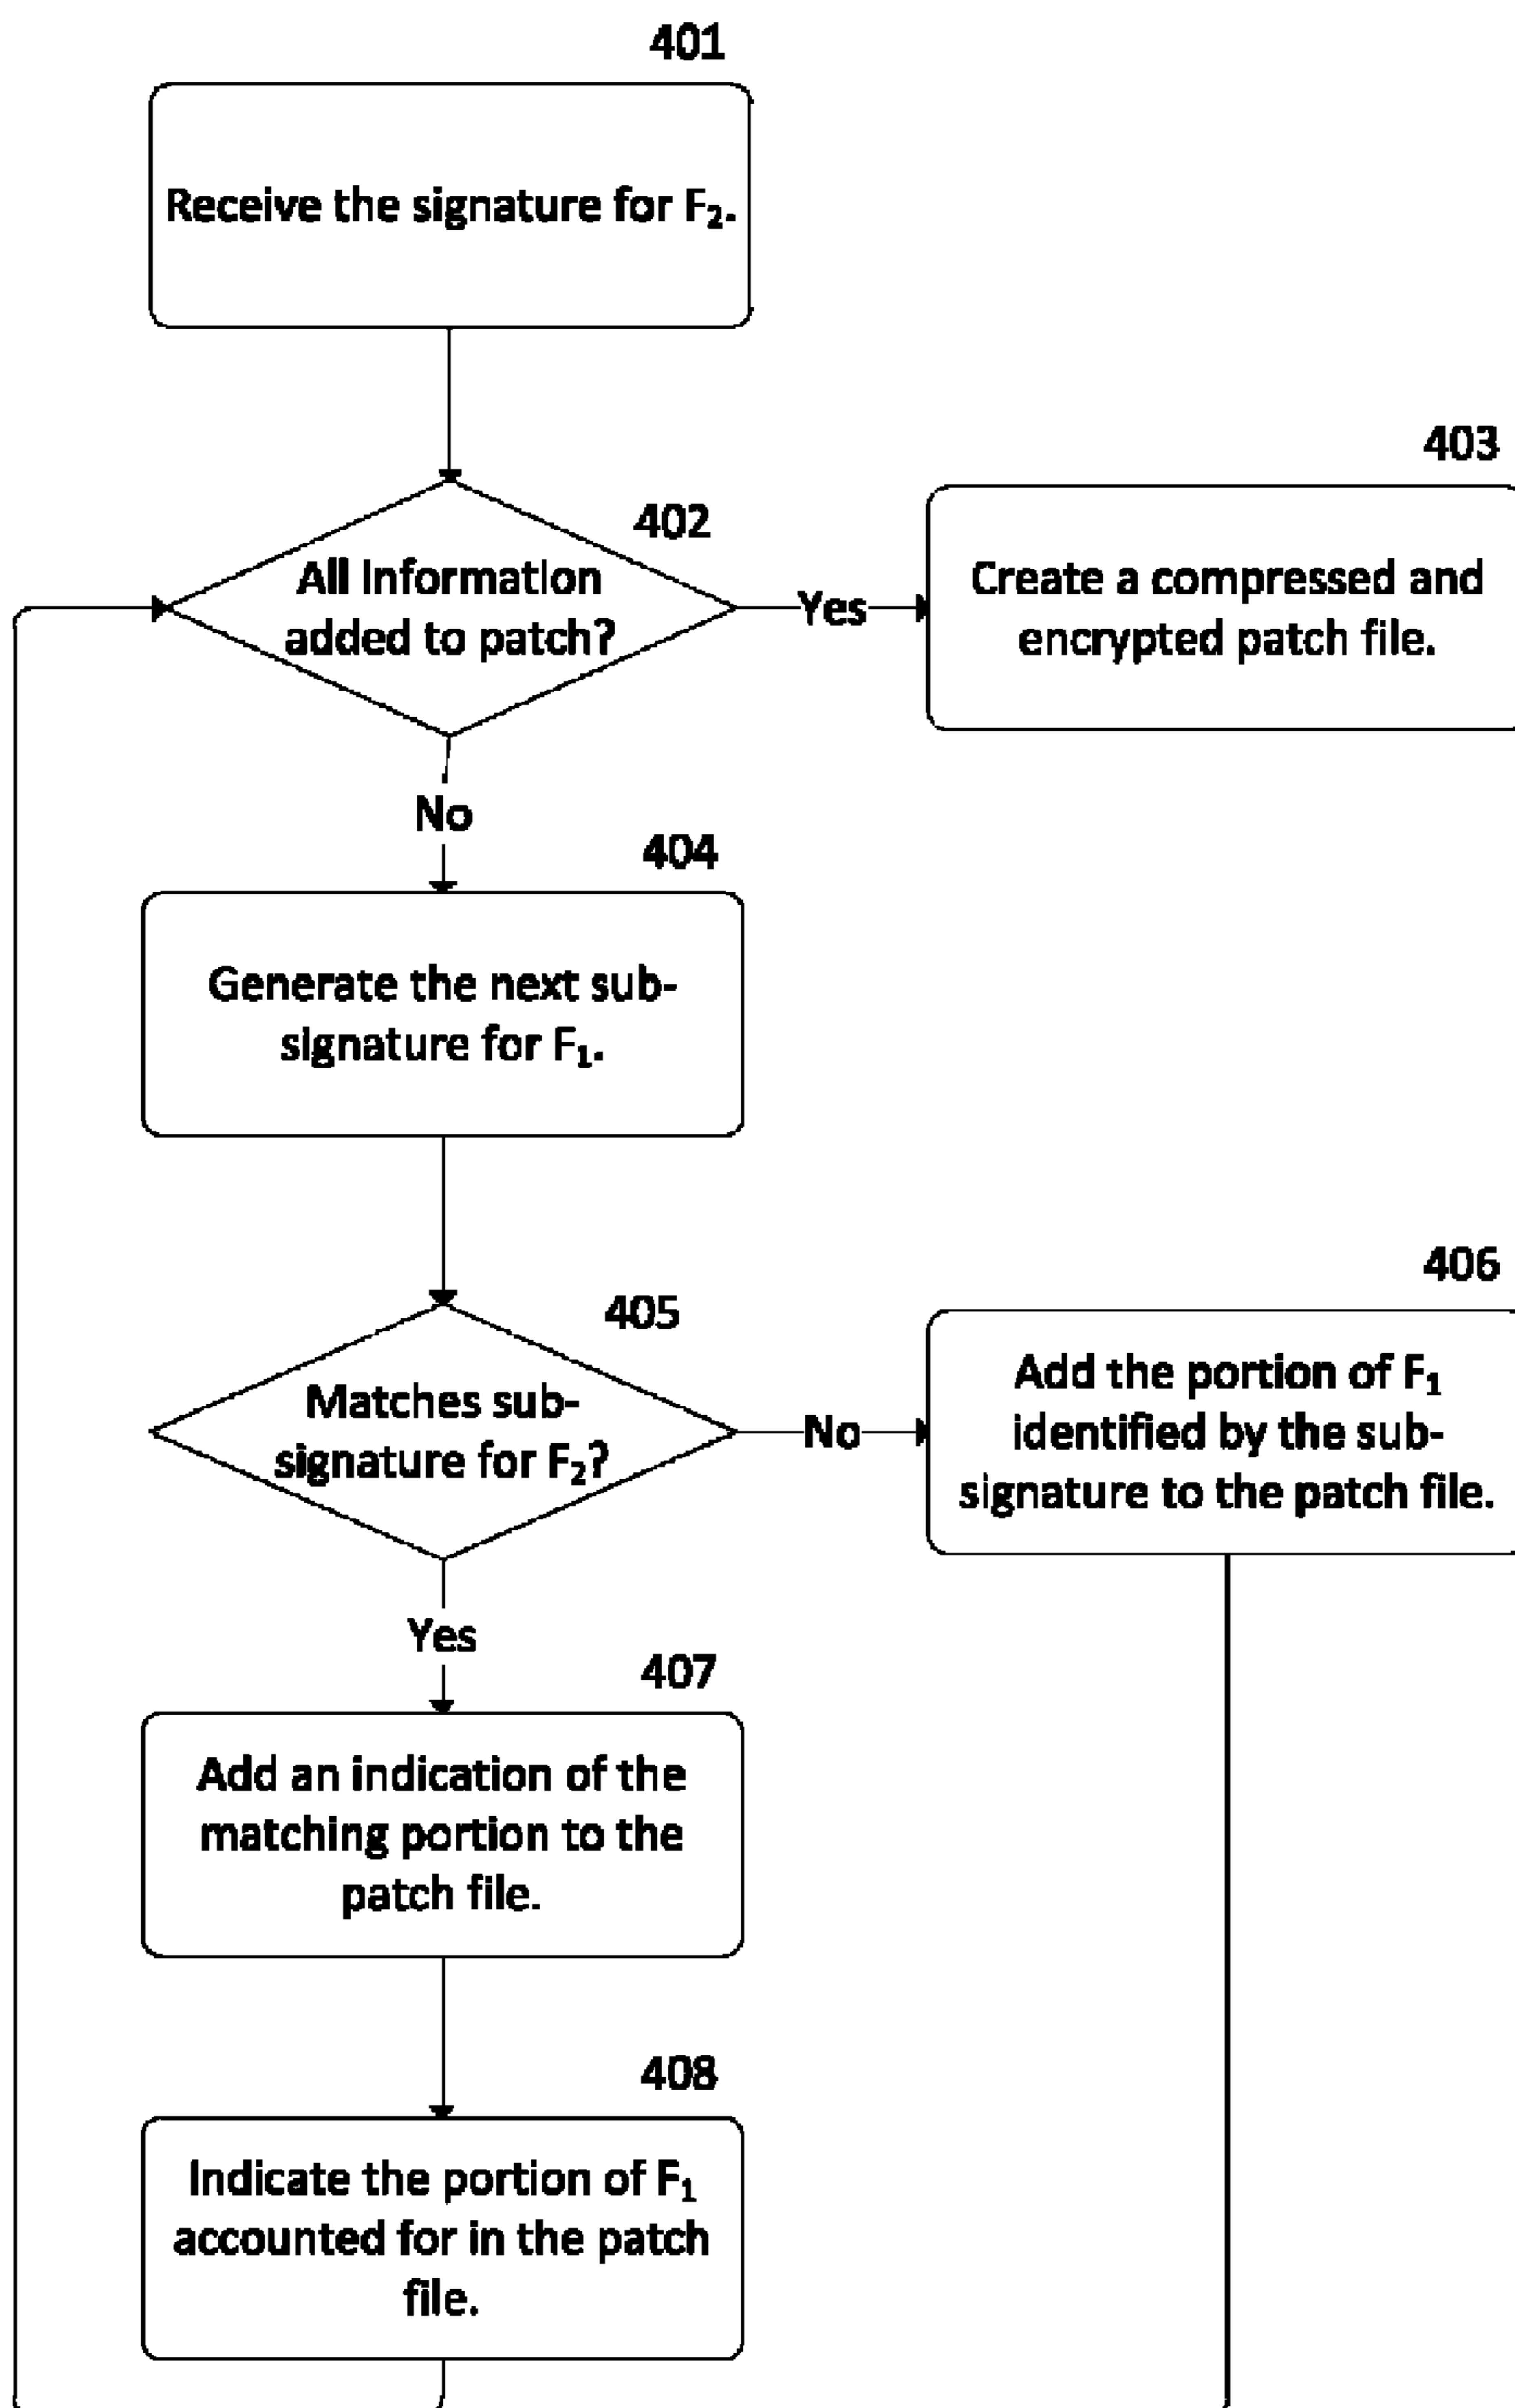 401
Receive the signature for F₂.
402
All Information
added to patch?
Yes
403
Create a compressed and
encrypted patch file.
No
404
Generate the next sub-
signature for F₁.
405
Matches sub-
signature for F₂?
No
406
Add the portion of F₁
identified by the sub-
signature to the patch file.
Yes
407
Add an indication of the
matching portion to the
patch file.
408
Indicate the portion of F₁
accounted for in the patch
file.